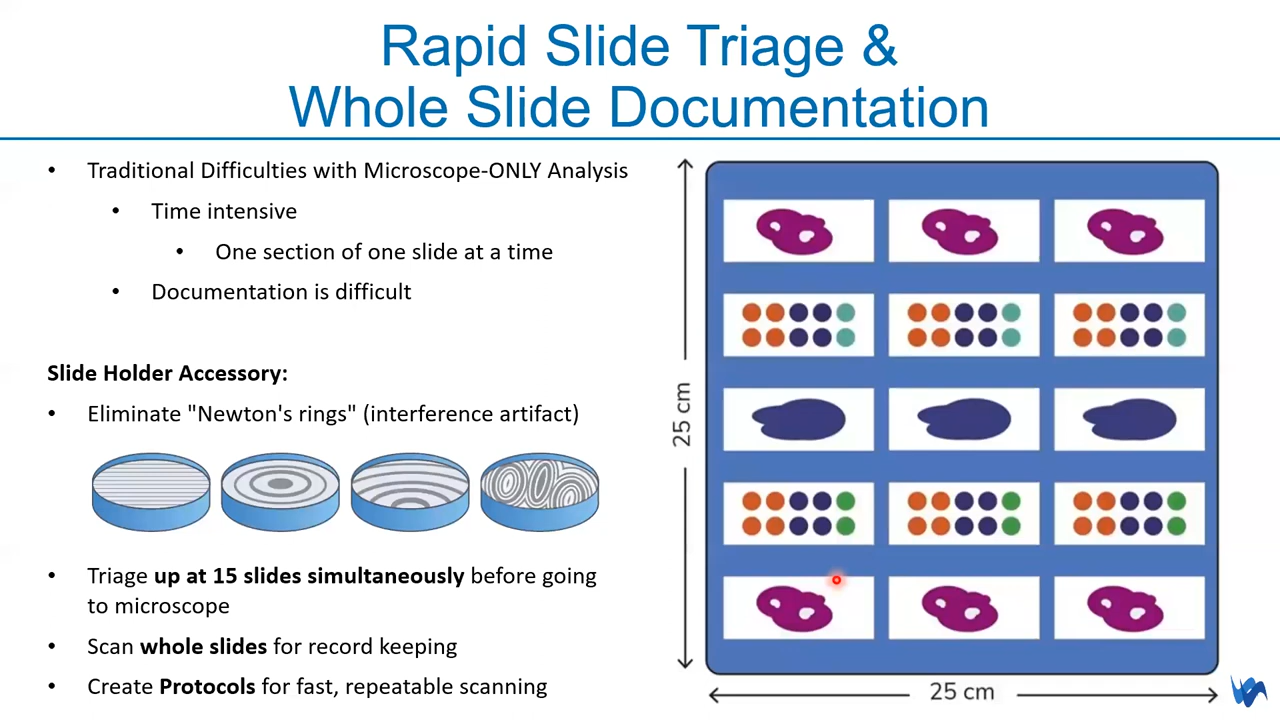 Rapid Slide Triage &
Whole Slide Documentation
• Traditional Difficulties with Microscope-ONLY Analysis
• Time intensive
• One section of one slide at a time
• Documentation is difficult
Slide Holder Accessory:
• Eliminate "Newton's rings" (interference artifact)
• Triage up at 15 slides simultaneously before going
to microscope
• Scan whole slides for record keeping
• Create Protocols for fast, repeatable scanning
25 cm
25 cm